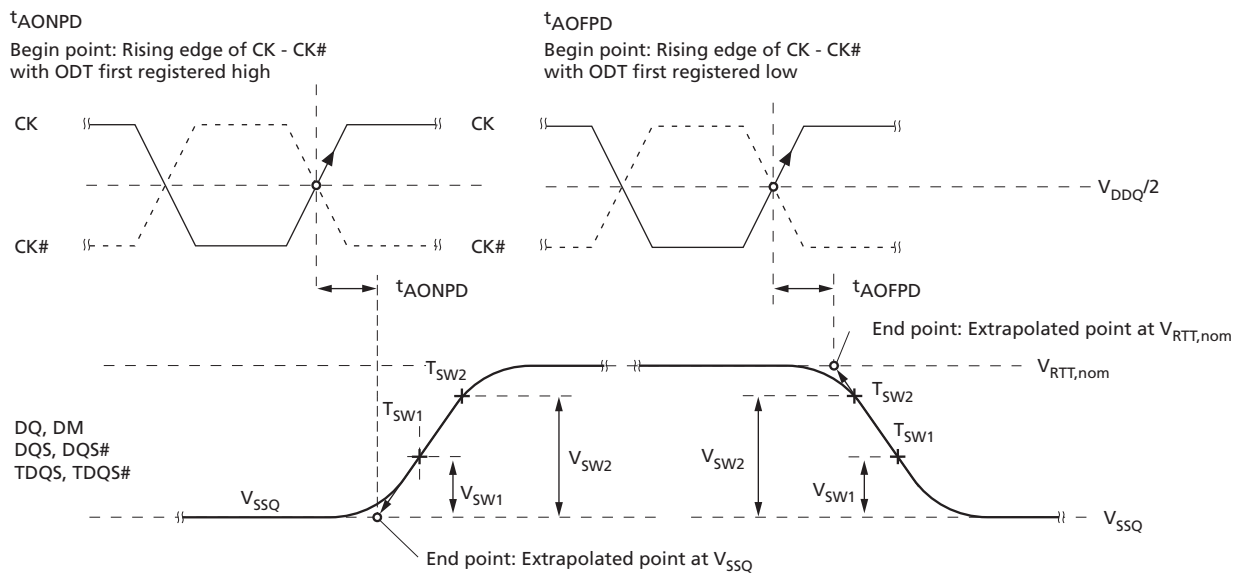 tAONPD
Begin point: Rising edge of CK - CK#
with ODT first registered high
tAOFPD
Begin point: Rising edge of CK - CK#
with ODT first registered low
CK
CK
VDDQ/2
CK#
CK#
tAONPD
tAOFPD
End point: Extrapolated point at VRTT,nom
VRTT,nom
TSW2
TSW2
TSW1
TSW1
DQ, DM
DQS, DQS#
TDQS, TDQS#
VSW2
VSW2
VSW1
VSW1
VSSQ
VSSQ
End point: Extrapolated point at VSSQ